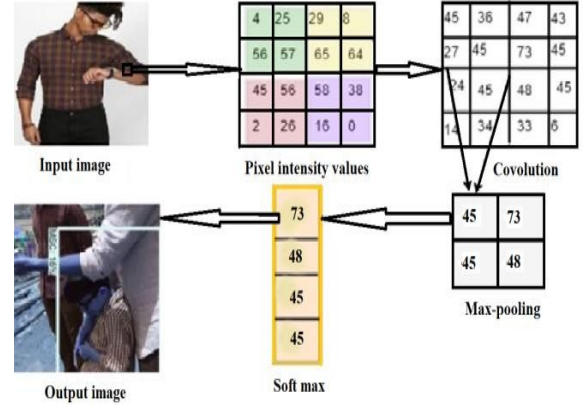 4 25 29 8
56 57 65 64
45 56 58 38
2 26 16 0
45 36 47 43
27 45 73 45
24 45 48 45
14 34 33 6
Input image
Pixel intensity values
Covolution
45 73
45 48
Max-pooling
73
48
45
45
Soft max
Output image